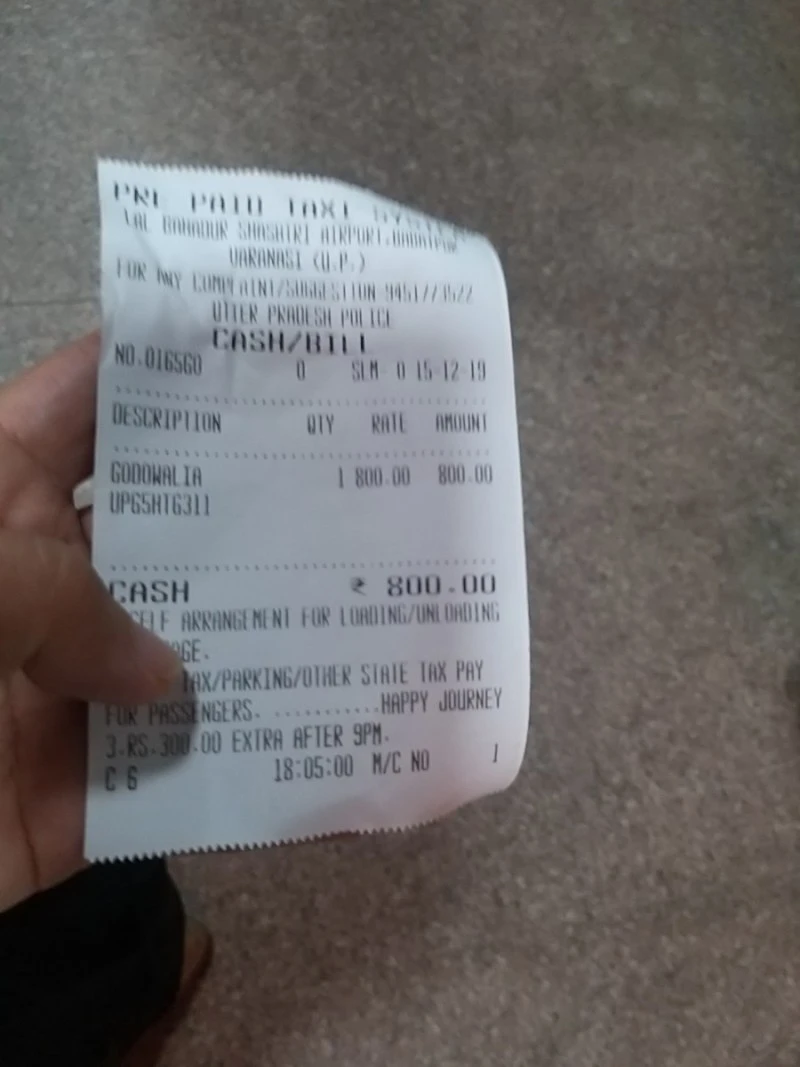 PRE PAID TAXI SYSTEM
LAL BAHADUR SHASHTRI AIRPORT.BABATPUR
VARANASI (U.P.)
FOR ANY COMPLAINT/SUGGESTION 9451773522
UTTER PRADESH POLICE
CASH/BILL
NO.016560 0 SLM 0 15-12-19
DESCRIPTION QTY RATE AMOUNT
GODOWALIA 1 800.00 800.00
UP65HT6311
CASH ₹ 800.00
SELF ARRANGEMENT FOR LOADING/UNLOADING
TAX/PARKING/OTHER STATE TAX PAY
FOR PASSENGERS. ...........HAPPY JOURNEY
3.RS.300.00 EXTRA AFTER 9PM.
C 6 18:05:00 M/C NO 1